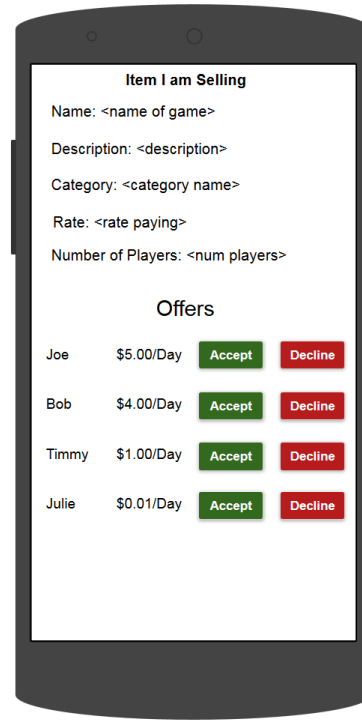 Item I am Selling
Name: <name of game>
Description: <description>
Category: <category name>
Rate: <rate paying>
Number of Players: <num players>
Offers
Joe $5.00/Day Accept Decline
Bob $4.00/Day Accept Decline
Timmy $1.00/Day Accept Decline
Julie $0.01/Day Accept Decline